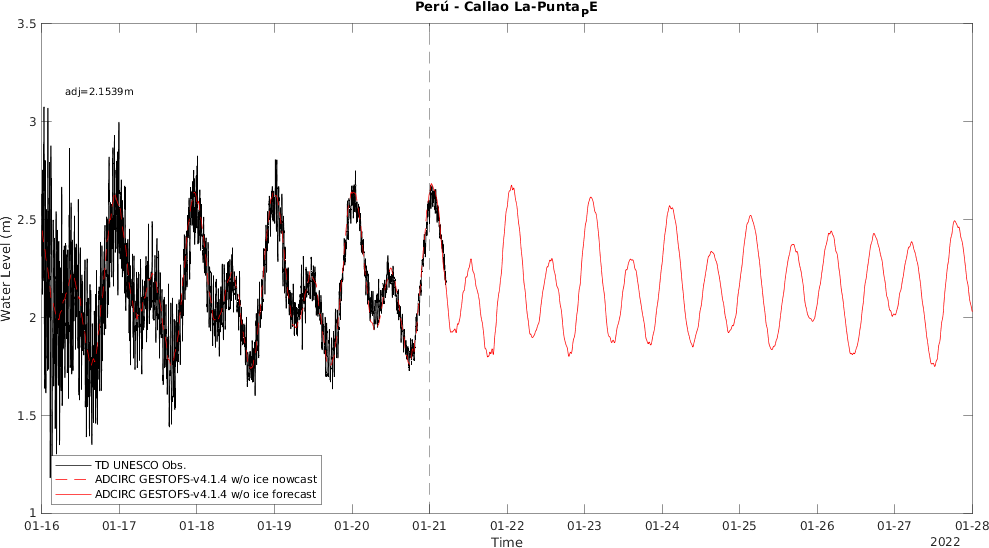 Perú - Callao La-PuntapE
3.5
adj=2.1539m
3
2.5
Water Level (m)
2
1.5
TD UNESCO Obs.
ADCIRC GESTOFS-v4.1.4 w/o ice nowcast
ADCIRC GESTOFS-v4.1.4 w/o ice forecast
1
01-16 01-17 01-18 01-19 01-20 01-21 01-22 01-23 01-24 01-25 01-26 01-27 01-28
Time
2022